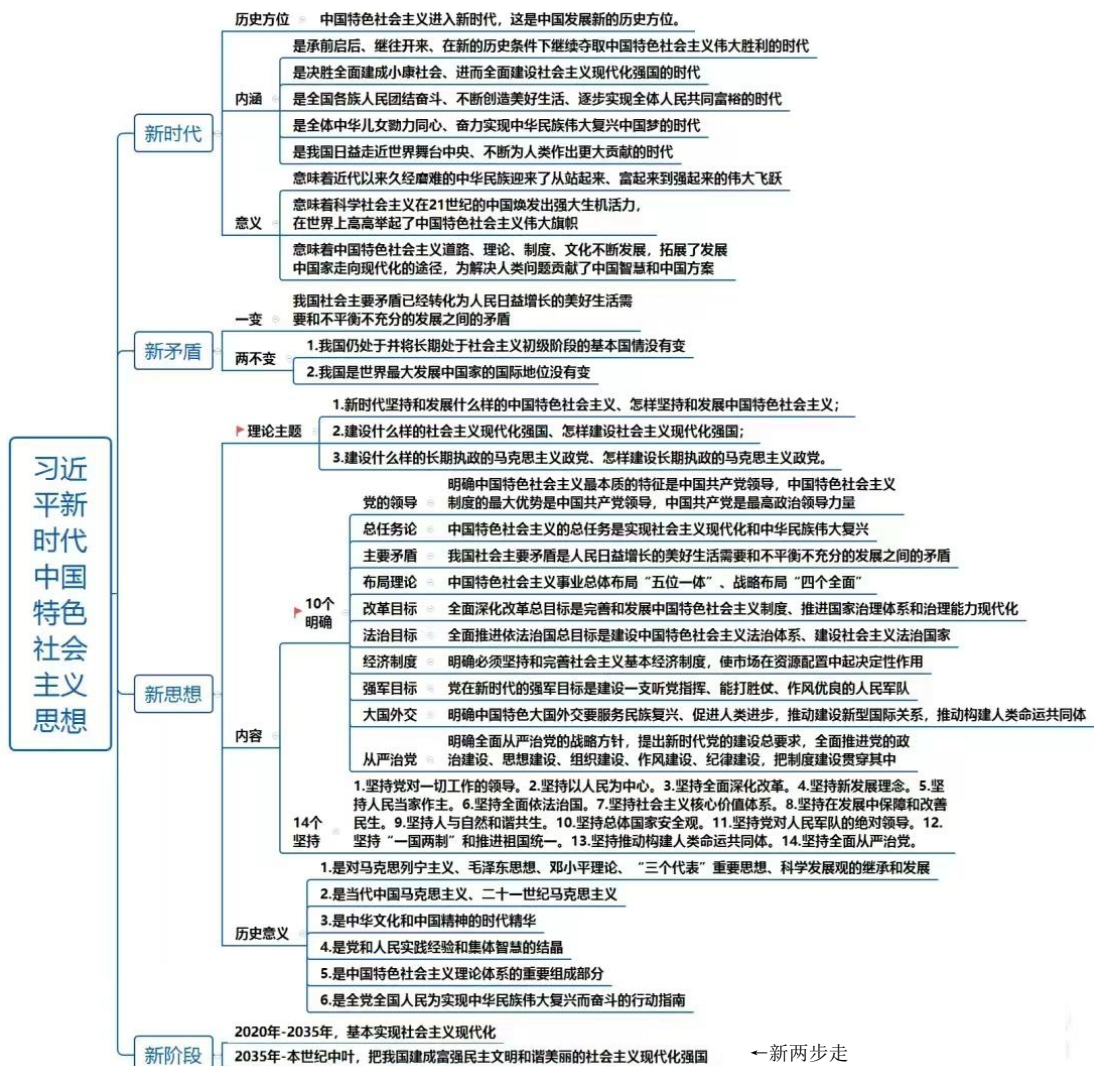 习近
平新
时代
中国
特色
社会
主义
思想
新时代
历史方位
中国特色社会主义进入新时代，这是中国发展新的历史方位。
内涵
是承前启后、继往开来、在新的历史条件下继续夺取中国特色社会主义伟大胜利的时代
是决胜全面建成小康社会、进而全面建设社会主义现代化强国的时代
是全国各族人民团结奋斗、不断创造美好生活、逐步实现全体人民共同富裕的时代
是全体中华儿女勠力同心、奋力实现中华民族伟大复兴中国梦的时代
是我国日益走近世界舞台中央、不断为人类作出更大贡献的时代
意义
意味着近代以来久经磨难的中华民族迎来了从站起来、富起来到强起来的伟大飞跃
意味着科学社会主义在21世纪的中国焕发出强大生机活力，
在世界上高高举起了中国特色社会主义伟大旗帜
意味着中国特色社会主义道路、理论、制度、文化不断发展，拓展了发展
中国家走向现代化的途径，为解决人类问题贡献了中国智慧和中国方案
新矛盾
一变
我国社会主要矛盾已经转化为人民日益增长的美好生活需
要和不平衡不充分的发展之间的矛盾
两不变
1.我国仍处于并将长期处于社会主义初级阶段的基本国情没有变
2.我国是世界最大发展中国家的国际地位没有变
新思想
理论主题
1.新时代坚持和发展什么样的中国特色社会主义、怎样坚持和发展中国特色社会主义；
2.建设什么样的社会主义现代化强国、怎样建设社会主义现代化强国；
3.建设什么样的长期执政的马克思主义政党、怎样建设长期执政的马克思主义政党。
内容
10个
明确
党的领导
明确中国特色社会主义最本质的特征是中国共产党领导，中国特色社会主义
制度的最大优势是中国共产党领导，中国共产党是最高政治领导力量
总任务论
中国特色社会主义的总任务是实现社会主义现代化和中华民族伟大复兴
主要矛盾
我国社会主要矛盾是人民日益增长的美好生活需要和不平衡不充分的发展之间的矛盾
布局理论
中国特色社会主义事业总体布局“五位一体”、战略布局“四个全面”
改革目标
全面深化改革总目标是完善和发展中国特色社会主义制度、推进国家治理体系和治理能力现代化
法治目标
全面推进依法治国总目标是建设中国特色社会主义法治体系、建设社会主义法治国家
经济制度
明确必须坚持和完善社会主义基本经济制度，使市场在资源配置中起决定性作用
强军目标
党在新时代的强军目标是建设一支听党指挥、能打胜仗、作风优良的人民军队
大国外交
明确中国特色大国外交要服务民族复兴、促进人类进步，推动建设新型国际关系，推动构建人类命运共同体
从严治党
明确全面从严治党的战略方针，提出新时代党的建设总要求，全面推进党的政
治建设、思想建设、组织建设、作风建设、纪律建设，把制度建设贯穿其中
14个
坚持
1.坚持党对一切工作的领导。2.坚持以人民为中心。3.坚持全面深化改革。4.坚持新发展理念。5.坚
持人民当家作主。6.坚持全面依法治国。7.坚持社会主义核心价值体系。8.坚持在发展中保障和改善
民生。9.坚持人与自然和谐共生。10.坚持总体国家安全观。11.坚持党对人民军队的绝对领导。12.
坚持“一国两制”和推进祖国统一。13.坚持推动构建人类命运共同体。14.坚持全面从严治党。
历史意义
1.是对马克思列宁主义、毛泽东思想、邓小平理论、“三个代表”重要思想、科学发展观的继承和发展
2.是当代中国马克思主义、二十一世纪马克思主义
3.是中华文化和中国精神的时代精华
4.是党和人民实践经验和集体智慧的结晶
5.是中国特色社会主义理论体系的重要组成部分
6.是全党全国人民为实现中华民族伟大复兴而奋斗的行动指南
新阶段
2020年-2035年，基本实现社会主义现代化
2035年-本世纪中叶，把我国建成富强民主文明和谐美丽的社会主义现代化强国
←新两步走